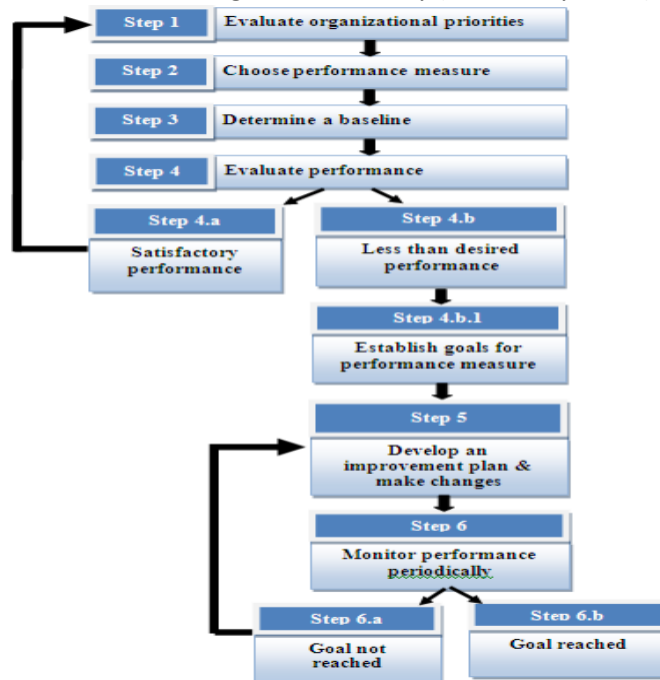 Step 1
Evaluate organizational priorities
Step 2
Choose performance measure
Step 3
Determine a baseline
Step 4
Evaluate performance
Step 4.a
Satisfactory
performance
Step 4.b
Less than desired
performance
Step 4.b.1
Establish goals for
performance measure
Step 5
Develop an
improvement plan &
make changes
Step 6
Monitor performance
periodically
Step 6.a
Goal not
reached
Step 6.b
Goal reached